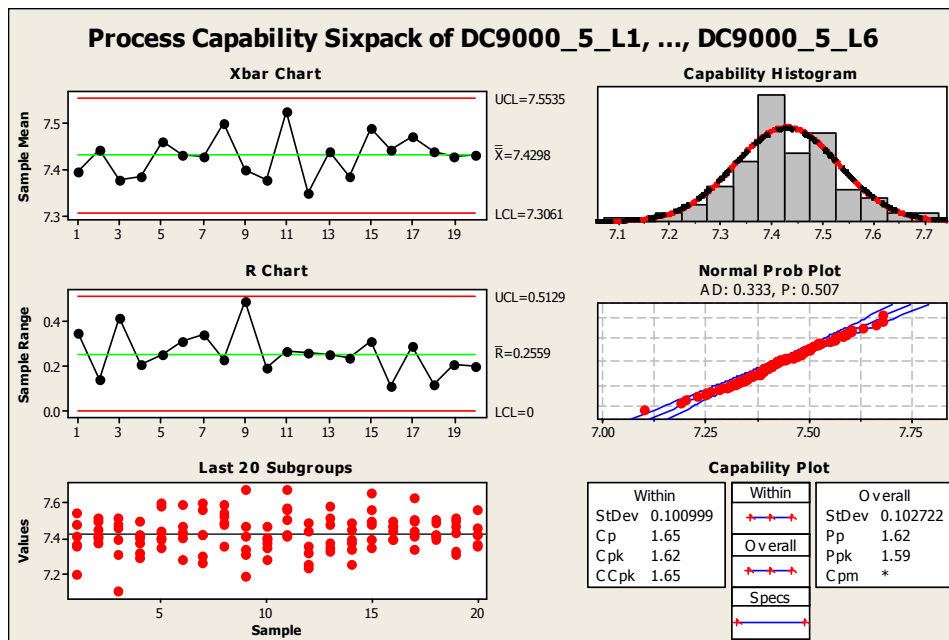 Process Capability Sixpack of DC9000_5_L1, ..., DC9000_5_L6
Xbar Chart
Sample Mean
7.5
7.4
7.3
1 3 5 7 9 11 13 15 17 19
UCL=7.5535
X=7.4298
LCL=7.3061
Capability Histogram
7.1 7.2 7.3 7.4 7.5 7.6 7.7
R Chart
Sample Range
0.4
0.2
0.0
1 3 5 7 9 11 13 15 17 19
UCL=0.5129
R=0.2559
LCL=0
Normal Prob Plot
AD: 0.333, P: 0.507
7.00 7.25 7.50 7.75
Last 20 Subgroups
Values
7.6
7.4
7.2
5 10 15 20
Sample
Capability Plot
Within
StDev 0.100999
Cp 1.65
Cpk 1.62
CCpk 1.65
Within
Overall
Specs
Overall
StDev 0.102722
Pp 1.62
Ppk 1.59
Cpm *